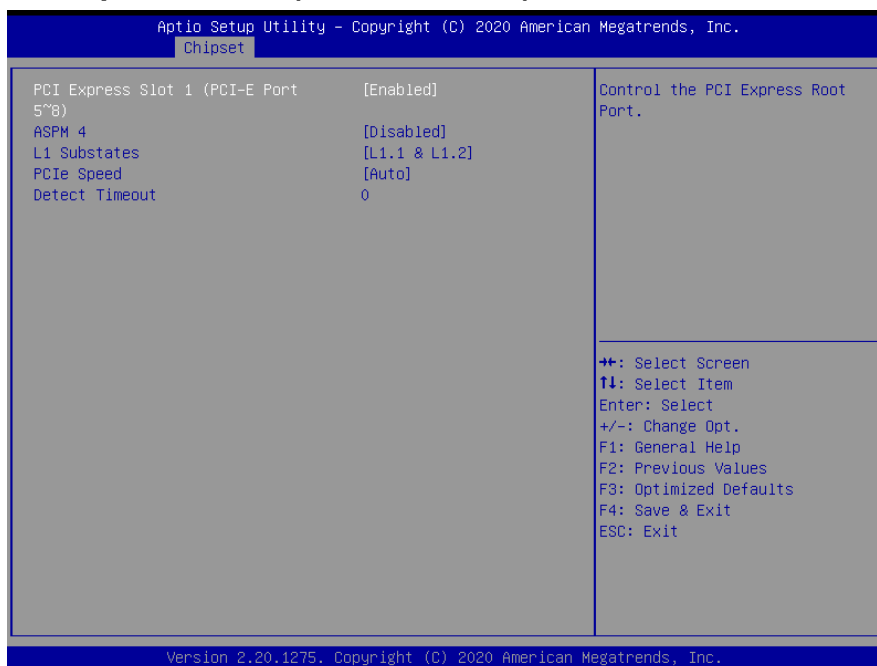 Aptio Setup Utility – Copyright (C) 2020 American Megatrends, Inc.
Chipset
PCI Express Slot 1 (PCI-E Port 5~8) [Enabled]
ASPM 4 [Disabled]
L1 Substates [L1.1 & L1.2]
PCIe Speed [Auto]
Detect Timeout 0
Control the PCI Express Root
Port.
→←: Select Screen
↑↓: Select Item
Enter: Select
+/-: Change Opt.
F1: General Help
F2: Previous Values
F3: Optimized Defaults
F4: Save & Exit
ESC: Exit
Version 2.20.1275. Copyright (C) 2020 American Megatrends, Inc.